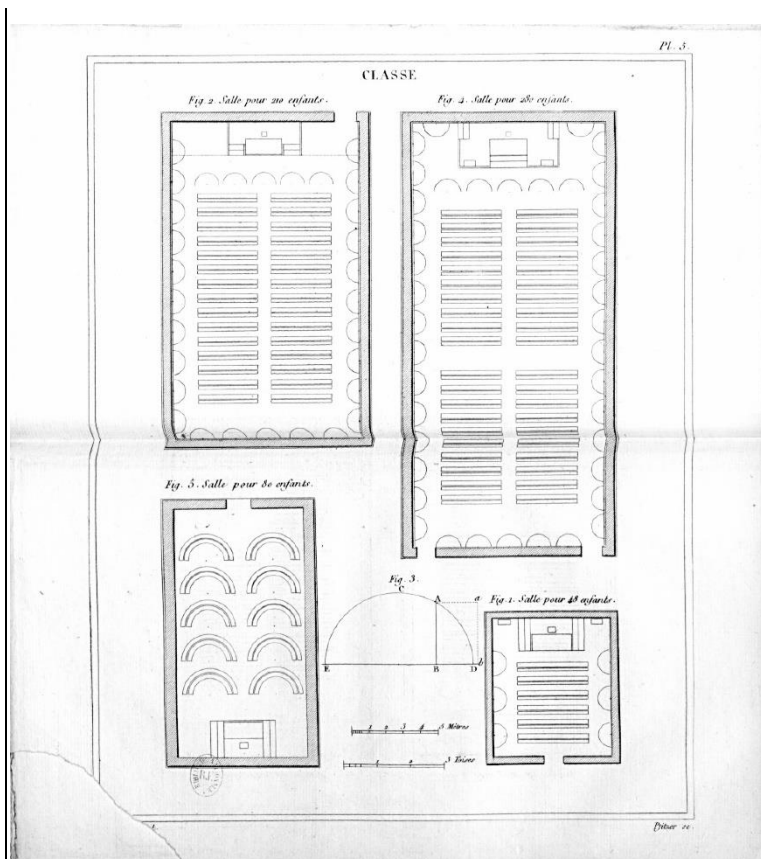 Pl. 3.
CLASSE
Fig. 2. Salle pour 210 enfants.
Fig. 4. Salle pour 280 enfants.
Fig. 5. Salle pour 80 enfants.
Fig. 3.
C
A a
E B D b
Fig. 1. Salle pour 48 enfants.
1 2 3 4 5 Mètres
1 2 3 Toises